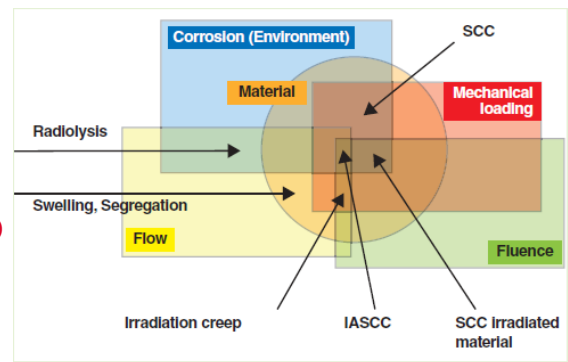 Corrosion (Environment)
SCC
Material
Mechanical
loading
Radiolysis
Swelling, Segregation
Flow
Fluence
Irradiation creep
IASCC
SCC irradiated
material